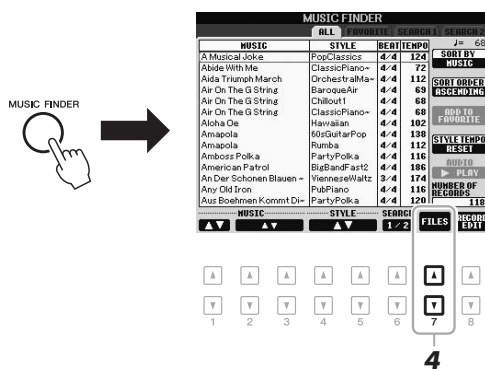 MUSIC FINDER
MUSIC FINDER
ALL FAVORITE SEARCH 1 SEARCH 2
MUSIC STYLE BEAT TEMPO
♩= 68
A Musical Joke PopClassics 4/4 124
Abide With Me ClassicPiano~ 4/4 72
Aida Triumph March OrchestralMa~ 4/4 112
Air On The G String BaroqueAir 4/4 69
Air On The G String Chillout1 4/4 68
Air On The G String ClassicPiano~ 4/4 68
Aloha Oe Hawaiian 4/4 102
Amapola 60sGuitarPop 4/4 138
Amapola Rumba 4/4 112
Amboss Polka PartyPolka 4/4 116
American Patrol BigBandFast2 4/4 186
An Der Schonen Blauen ~ VienneseWaltz 3/4 174
Any Old Iron PubPiano 4/4 116
Aus Boehmen Kommt Di~ PartyPolka 4/4 120
SORT BY
MUSIC
SORT ORDER
ASCENDING
ADD TO
FAVORITE
STYLE TEMPO
RESET
AUDIO
▶ PLAY
NUMBER OF
RECORDS
118
MUSIC STYLE SEARC
▲▼ ▲▼ ▲▼ 1/2 FILES RECORD
EDIT
1 2 3 4 5 6 7 8
4